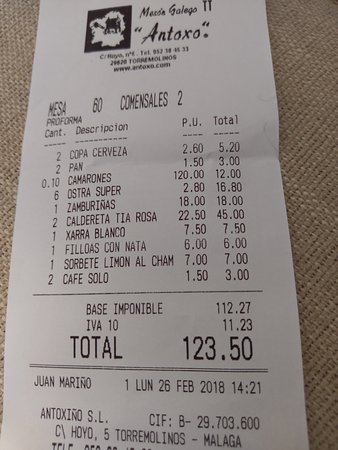 Mesón Galego TT
"Antoxo".
C/ Hoyo, nº5 - Tel. 952 38 45 33
29620 TORREMOLINOS
www.antoxo.com
MESA 60 COMENSALES 2
PROFORMA
Cant. Descripcion P.U. Total
2 COPA CERVEZA 2.60 5.20
2 PAN 1.50 3.00
0.10 CAMARONES 120.00 12.00
6 OSTRA SUPER 2.80 16.80
1 ZAMBURIÑAS 18.00 18.00
2 CALDERETA TIA ROSA 22.50 45.00
1 XARRA BLANCO 7.50 7.50
1 FILLOAS CON NATA 6.00 6.00
1 SORBETE LIMON AL CHAM 7.00 7.00
2 CAFE SOLO 1.50 3.00
BASE IMPONIBLE 112.27
IVA 10 11.23
TOTAL 123.50
JUAN MARIÑO 1 LUN 26 FEB 2018 14:21
ANTOXIÑO S.L. CIF: B- 29.703.600
C\ HOYO, 5 TORREMOLINOS - MALAGA